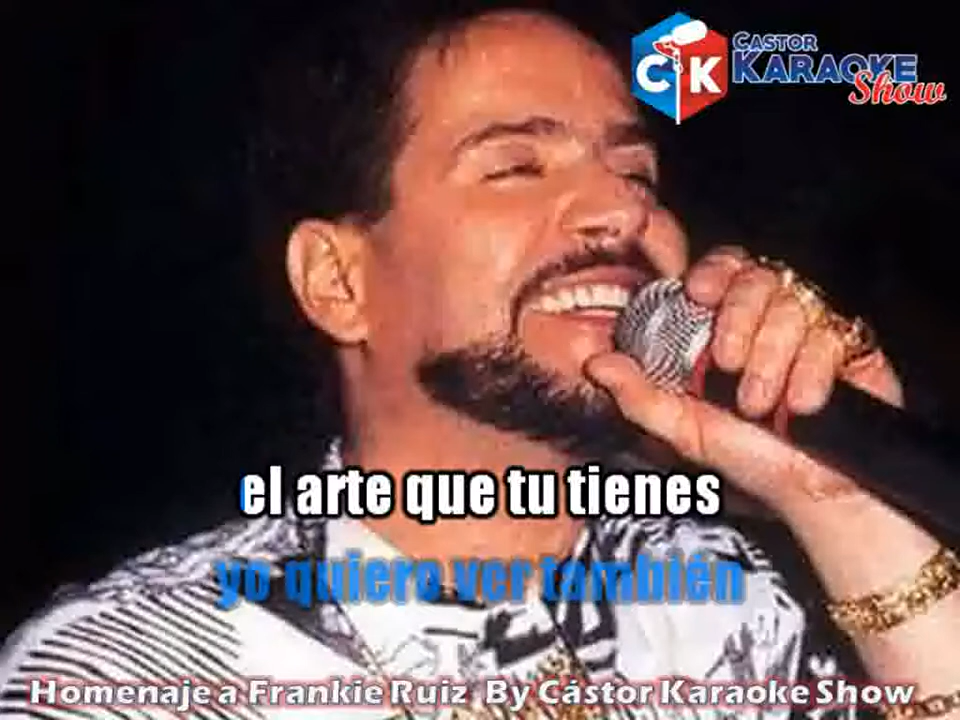 CK
CASTOR
KARAOKE
Show
el arte que tu tienes
yo quiero ver también
Homenaje a Frankie Ruiz By Cástor Karaoke Show